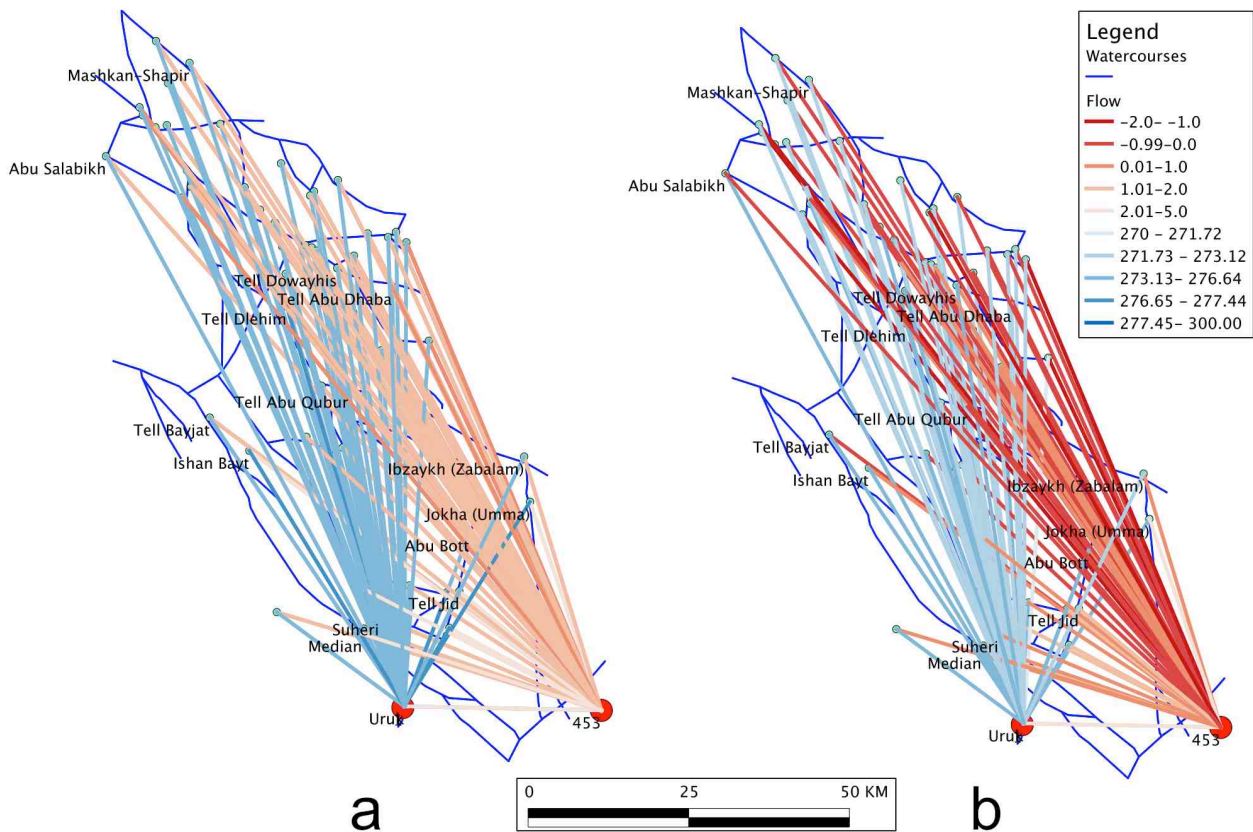 Mashkan-Shapir
Abu Salabikh
Tell Dowayhis
Tell Abu Dhaba
Tell Dlehim
Tell Abu Qubur
Tell Bayjat
Ishan Bayt
Ibzaykh (Zabalam)
Jokha (Umma)
Abu Bott
Tell Jid
Suheri
Median
Uruk
453
a
Mashkan-Shapir
Abu Salabikh
Tell Dowayhis
Tell Abu Dhaba
Tell Dlehim
Tell Abu Qubur
Tell Bayjat
Ishan Bayt
Ibzaykh (Zabalam)
Jokha (Umma)
Abu Bott
Tell Jid
Suheri
Median
Uruk
453
b
Legend
Watercourses
Flow
-2.0- -1.0
-0.99-0.0
0.01-1.0
1.01-2.0
2.01-5.0
270 - 271.72
271.73 - 273.12
273.13- 276.64
276.65 - 277.44
277.45- 300.00
0 25 50 KM